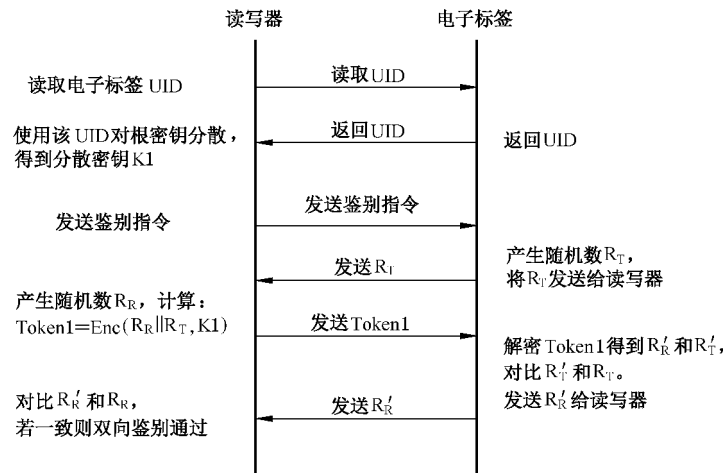 读写器
电子标签
读取电子标签 UID
读取UID
使用该 UID对根密钥分散，
得到分散密钥K1
返回UID
返回UID
发送鉴别指令
发送鉴别指令
产生随机数R_T，
将R_T发送给读写器
发送 R_T
产生随机数R_R，计算：
Token1=Enc(R_R||R_T,K1)
发送Token1
解密Token1得到R_R′和R_T′，
对比R_T′和R_T。
发送R_R′给读写器
对比 R_R′和R_R，
若一致则双向鉴别通过
发送R_R′